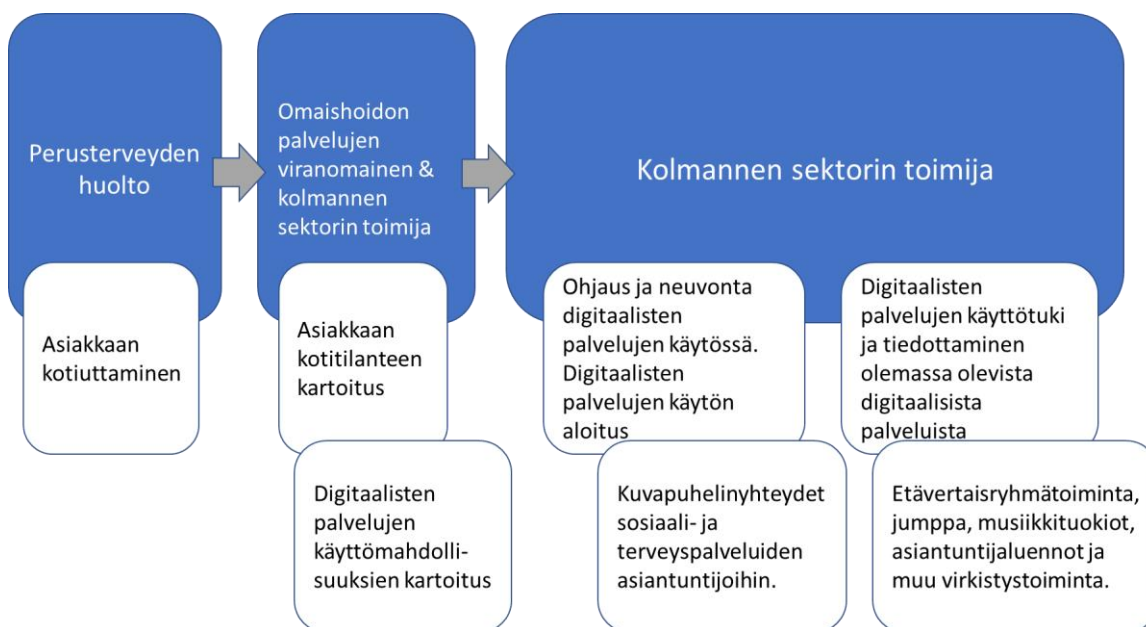 Perusterveyden
huolto
Omaishoidon
palvelujen
viranomainen &
kolmannen
sektorin toimija
Kolmannen sektorin toimija
Asiakkaan
kotiuttaminen
Asiakkaan
kotitilanteen
kartoitus
Ohjaus ja neuvonta
digitaalisten
palvelujen käytössä.
Digitaalisten
palvelujen käytön
aloitus
Digitaalisten
palvelujen käyttötuki
ja tiedottaminen
olemassa olevista
digitaalisista
palveluista
Digitaalisten
palvelujen
käyttömahdolli-
suuksien kartoitus
Kuvapuhelinyhteydet
sosiaali- ja
terveyspalveluiden
asiantuntijoihin.
Etävertaisryhmätoiminta,
jumppa, musiikkituokiot,
asiantuntijaluennot ja
muu virkistystoiminta.